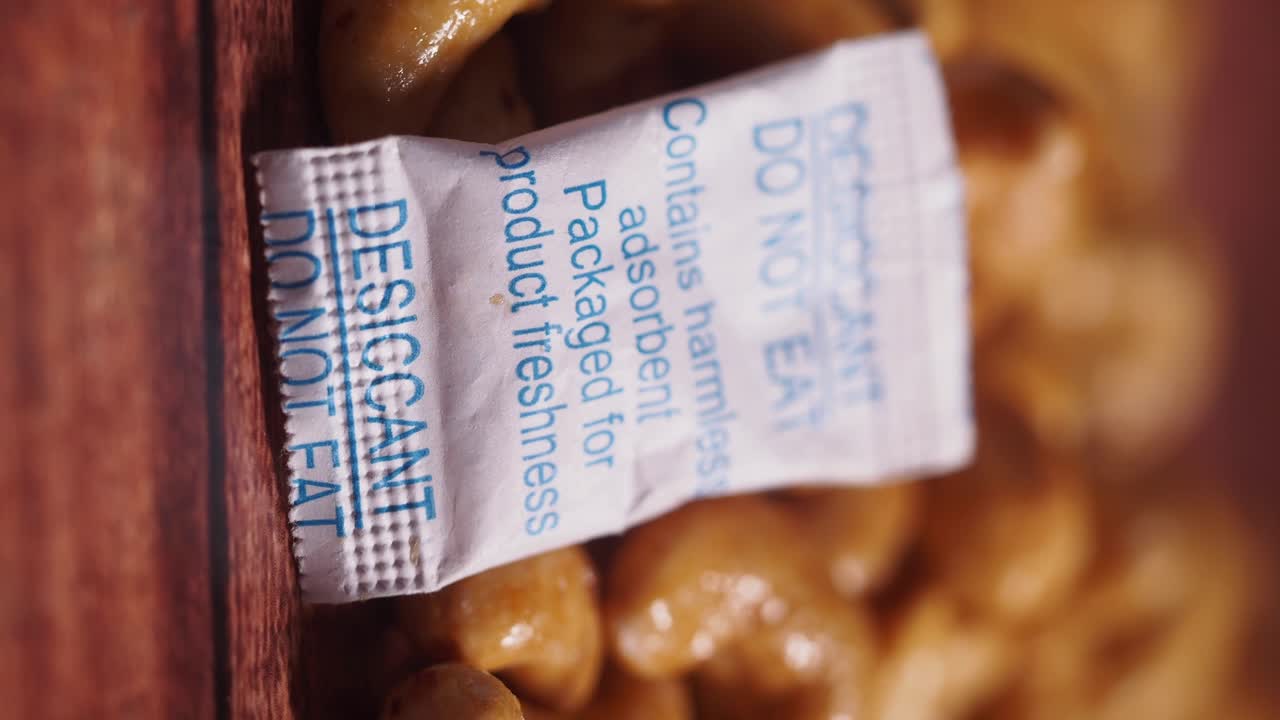 DESICCANT
DO NOT EAT
Contains harmless
adsorbent
Packaged for
product freshness
DESICCANT
DO NOT EAT